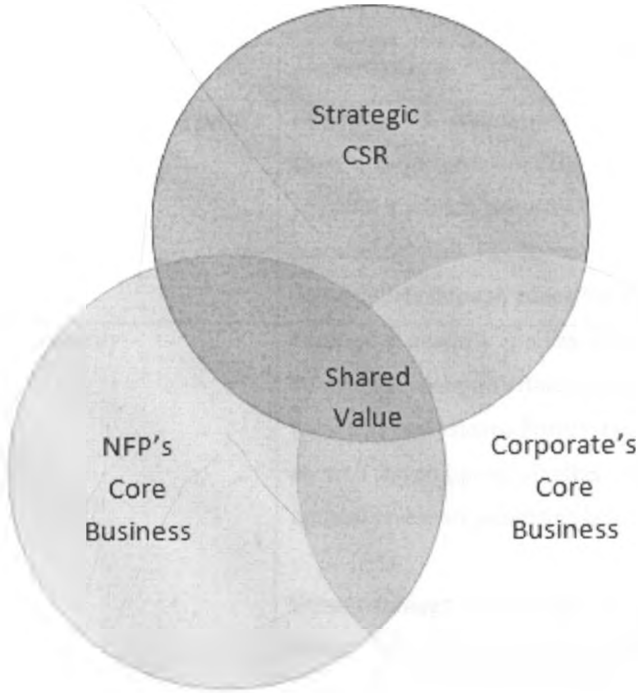 Strategic
CSR
Shared
Value
NFP's
Core
Business
Corporate's
Core
Business